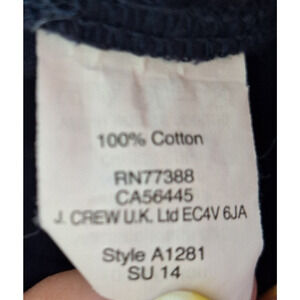 100% Cotton
RN77388
CA56445
J. CREW U.K. Ltd EC4V 6JA
Style A1281
SU 14